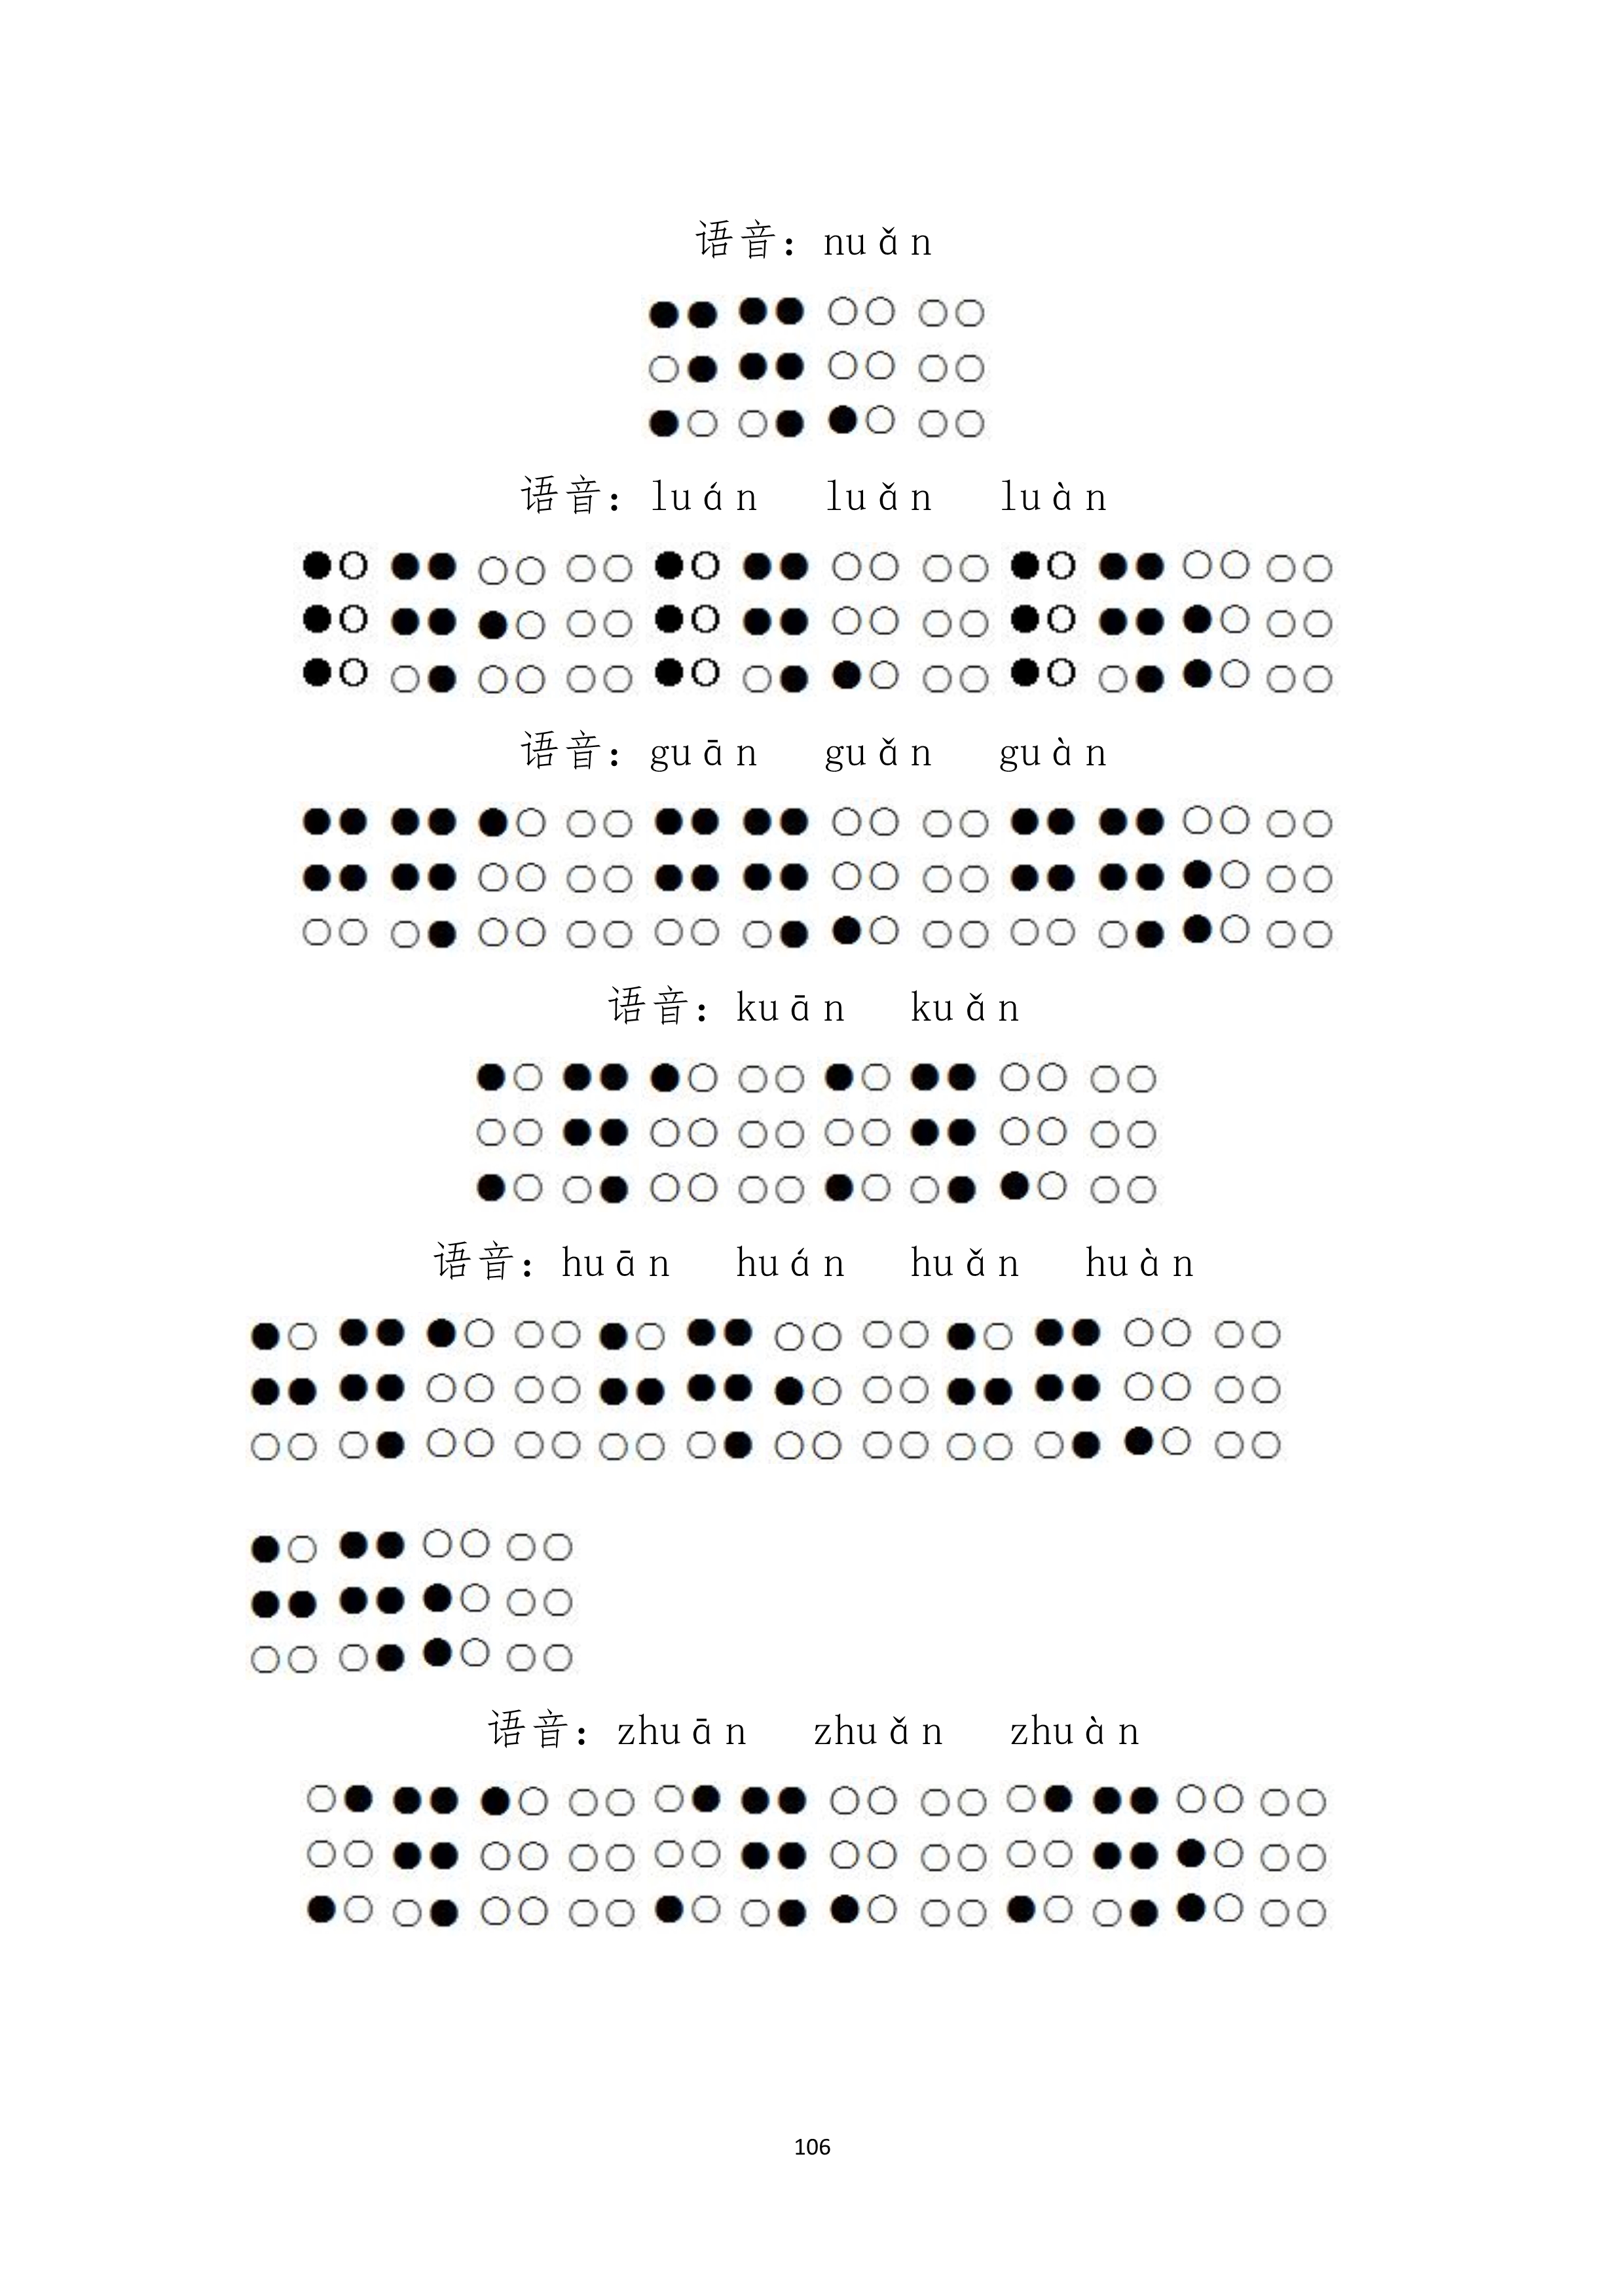 语音：nuǎn
●● ●● ○○ ○○
○● ●● ○○ ○○
●○ ○● ●○ ○○
语音：luán luǎn luàn
●○ ●● ○○ ○○ ●○ ●● ○○ ○○ ●○ ●● ○○ ○○
●○ ●● ●○ ○○ ●○ ●● ○○ ○○ ●○ ●● ●○ ○○
●○ ○● ○○ ○○ ●○ ○● ●○ ○○ ●○ ○● ●○ ○○
语音：guān guǎn guàn
●● ●● ●○ ○○ ●● ●● ○○ ○○ ●● ●● ○○ ○○
●● ●● ○○ ○○ ●● ●● ○○ ○○ ●● ●● ●○ ○○
○○ ○● ○○ ○○ ○○ ○● ●○ ○○ ○○ ○● ●○ ○○
语音：kuān kuǎn
●○ ●● ●○ ○○ ●○ ●● ○○ ○○
○○ ●● ○○ ○○ ○○ ●● ○○ ○○
●○ ○● ○○ ○○ ●○ ○● ●○ ○○
语音：huān huán huǎn huàn
●○ ●● ●○ ○○ ●○ ●● ○○ ○○ ●○ ●● ○○ ○○
●● ●● ○○ ○○ ●● ●● ●○ ○○ ●● ●● ○○ ○○
○○ ○● ○○ ○○ ○○ ○● ○○ ○○ ○○ ○● ●○ ○○
●○ ●● ○○ ○○
●● ●● ●○ ○○
○○ ○● ●○ ○○
语音：zhuān zhuǎn zhuàn
○● ●● ●○ ○○ ○● ●● ○○ ○○ ○● ●● ○○ ○○
○○ ●● ○○ ○○ ○○ ●● ○○ ○○ ○○ ●● ●○ ○○
●○ ○● ○○ ○○ ●○ ○● ●○ ○○ ●○ ○● ●○ ○○
106